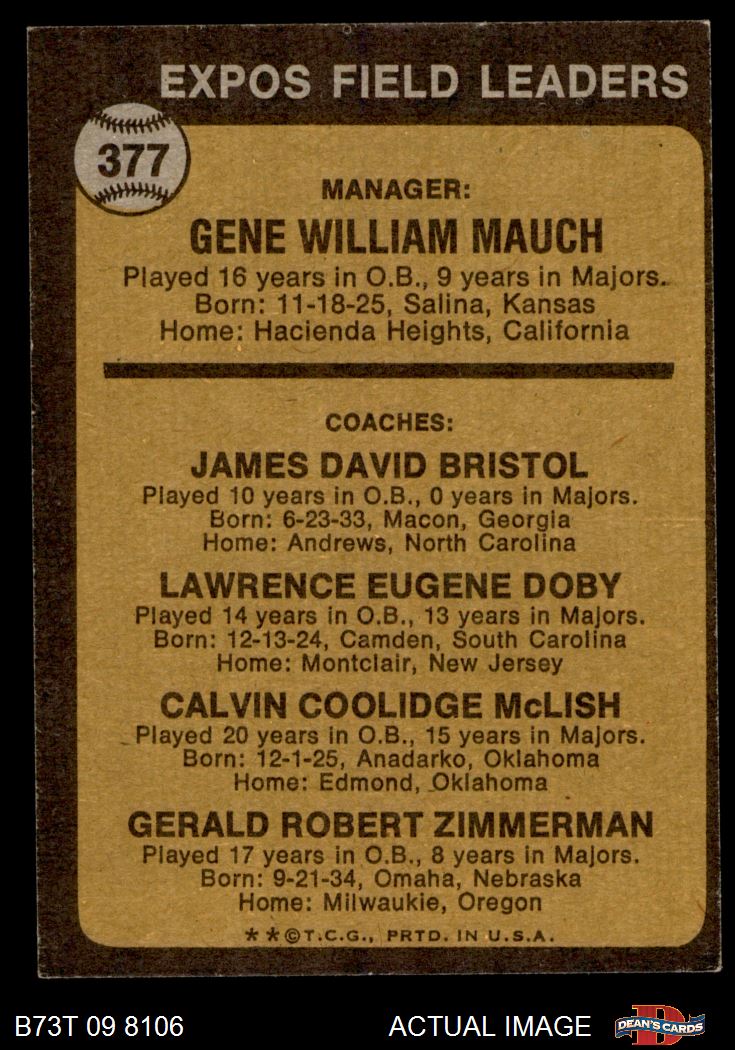 EXPOS FIELD LEADERS
377
MANAGER:
GENE WILLIAM MAUCH
Played 16 years in O.B., 9 years in Majors.
Born: 11-18-25, Salina, Kansas
Home: Hacienda Heights, California
COACHES:
JAMES DAVID BRISTOL
Played 10 years in O.B., 0 years in Majors.
Born: 6-23-33, Macon, Georgia
Home: Andrews, North Carolina
LAWRENCE EUGENE DOBY
Played 14 years in O.B., 13 years in Majors.
Born: 12-13-24, Camden, South Carolina
Home: Montclair, New Jersey
CALVIN COOLIDGE McLISH
Played 20 years in O.B., 15 years in Majors.
Born: 12-1-25, Anadarko, Oklahoma
Home: Edmond, Oklahoma
GERALD ROBERT ZIMMERMAN
Played 17 years in O.B., 8 years in Majors.
Born: 9-21-34, Omaha, Nebraska
Home: Milwaukie, Oregon
**©T.C.G., PRTD. IN U.S.A.
B73T 09 8106
ACTUAL IMAGE
D
DEAN'S CARDS